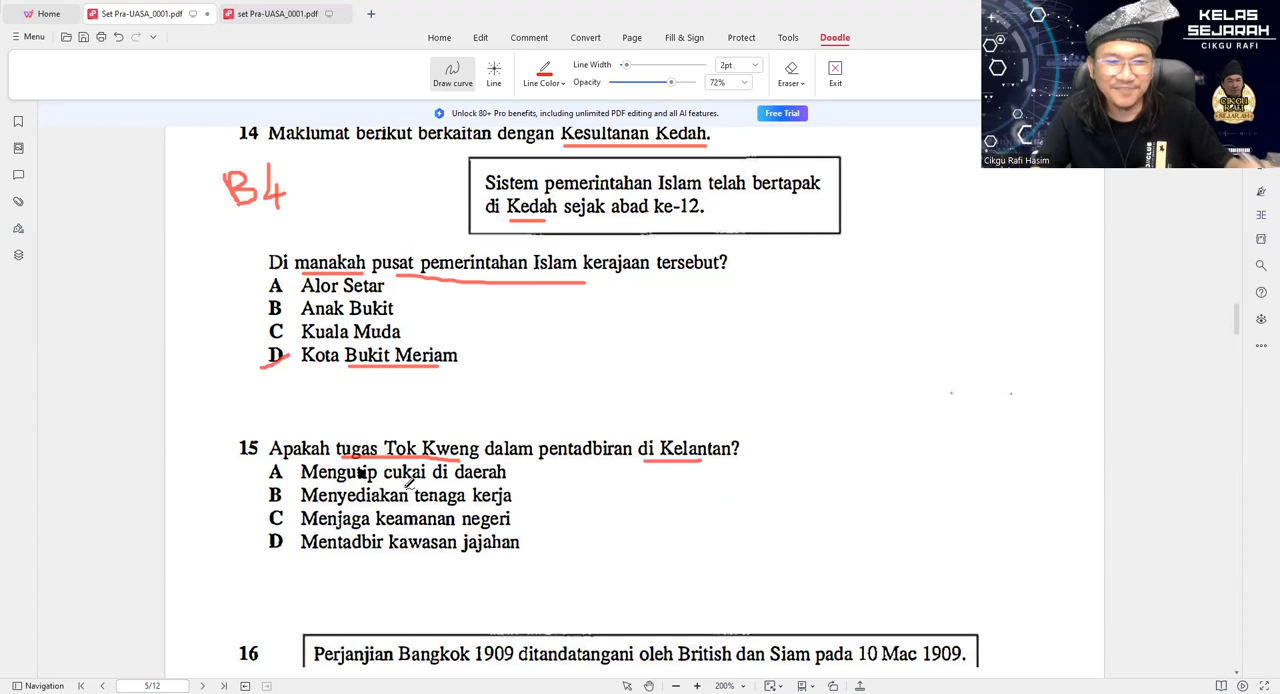 Home
Set Pra-UASA_0001.pdf
set Pra-UASA_0001.pdf
Menu
Home Edit Comment Convert Page Fill & Sign Protect Tools Doodle
Draw curve
Line
Line Color
Line Width
2pt
Opacity
72%
Eraser
Exit
Unlock 80+ Pro benefits, including unlimited PDF editing and all AI features.
Free Trial
KELAS
SEJARAH
CIKGU RAFI
CIKGU
RAFI
SEJARAH
Cikgu Rafi Hasim
14 Maklumat berikut berkaitan dengan Kesultanan Kedah.
B4
Sistem pemerintahan Islam telah bertapak
di Kedah sejak abad ke-12.
Di manakah pusat pemerintahan Islam kerajaan tersebut?
A Alor Setar
B Anak Bukit
C Kuala Muda
D Kota Bukit Meriam
15 Apakah tugas Tok Kweng dalam pentadbiran di Kelantan?
A Mengutip cukai di daerah
B Menyediakan tenaga kerja
C Menjaga keamanan negeri
D Mentadbir kawasan jajahan
16 Perjanjian Bangkok 1909 ditandatangani oleh British dan Siam pada 10 Mac 1909.
Navigation
5/12
200%